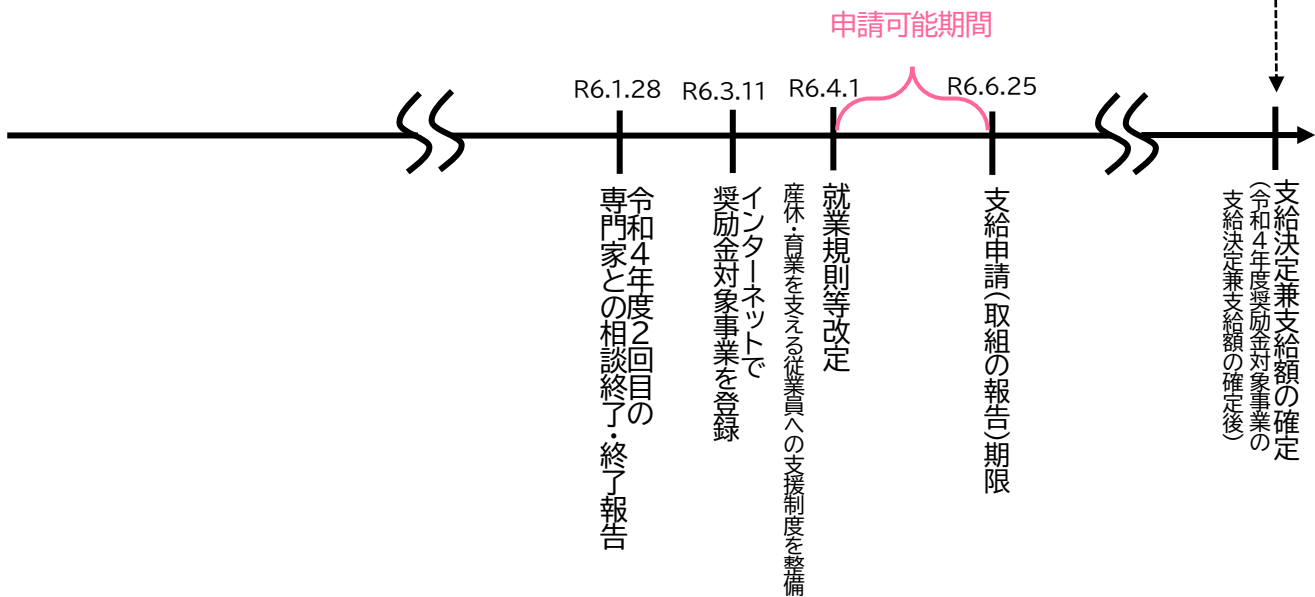 申請可能期間
R6.1.28
R6.3.11
R6.4.1
R6.6.25
令和4年度2回目の
専門家との相談終了・終了報告
インターネットで
奨励金対象事業を登録
就業規則等改定
産休・育業を支える従業員への支援制度を整備
支給申請(取組の報告)期限
支給決定兼支給額の確定
(令和4年度奨励金対象事業の
支給決定兼支給額の確定後)